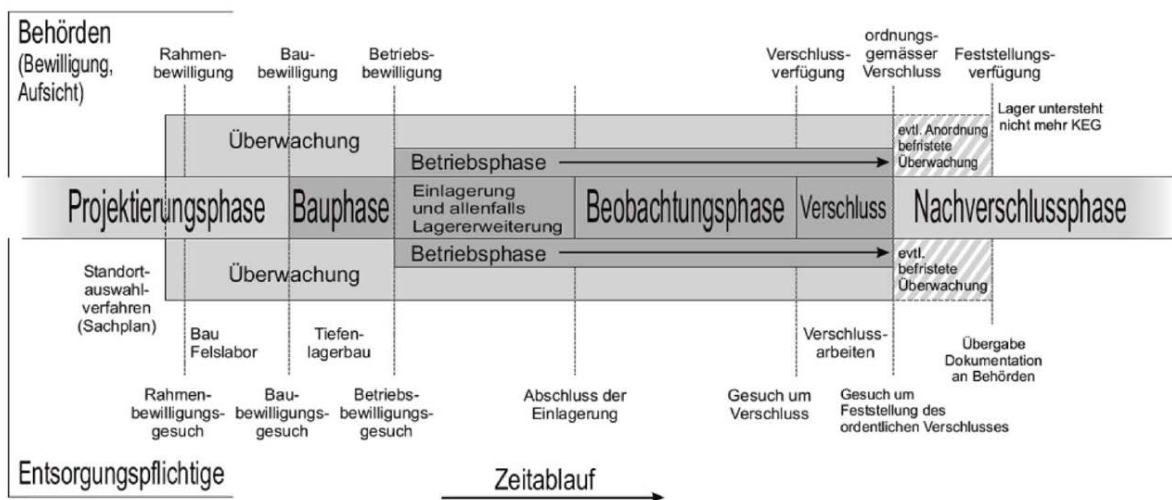 Behörden
(Bewilligung,
Aufsicht)
Rahmen-
bewilligung
Bau-
bewilligung
Betriebs-
bewilligung
Verschluss-
verfügung
ordnungs-
gemässer
Verschluss
Feststellungs-
verfügung
Lager untersteht
nicht mehr KEG
Überwachung
evtl. Anordnung
befristete
Überwachung
Betriebsphase
Projektierungsphase
Bauphase
Einlagerung
und allenfalls
Lagererweiterung
Beobachtungsphase
Verschluss
Nachverschlussphase
Betriebsphase
Überwachung
evtl.
befristete
Überwachung
Standort-
auswahl-
verfahren
(Sachplan)
Bau
Felslabor
Tiefen-
lagerbau
Verschluss-
arbeiten
Übergabe
Dokumentation
an Behörden
Rahmen-
bewilligungs-
gesuch
Bau-
bewilligungs-
gesuch
Betriebs-
bewilligungs-
gesuch
Abschluss der
Einlagerung
Gesuch um
Verschluss
Gesuch um
Feststellung des
ordentlichen Verschlusses
Entsorgungspflichtige
Zeitablauf